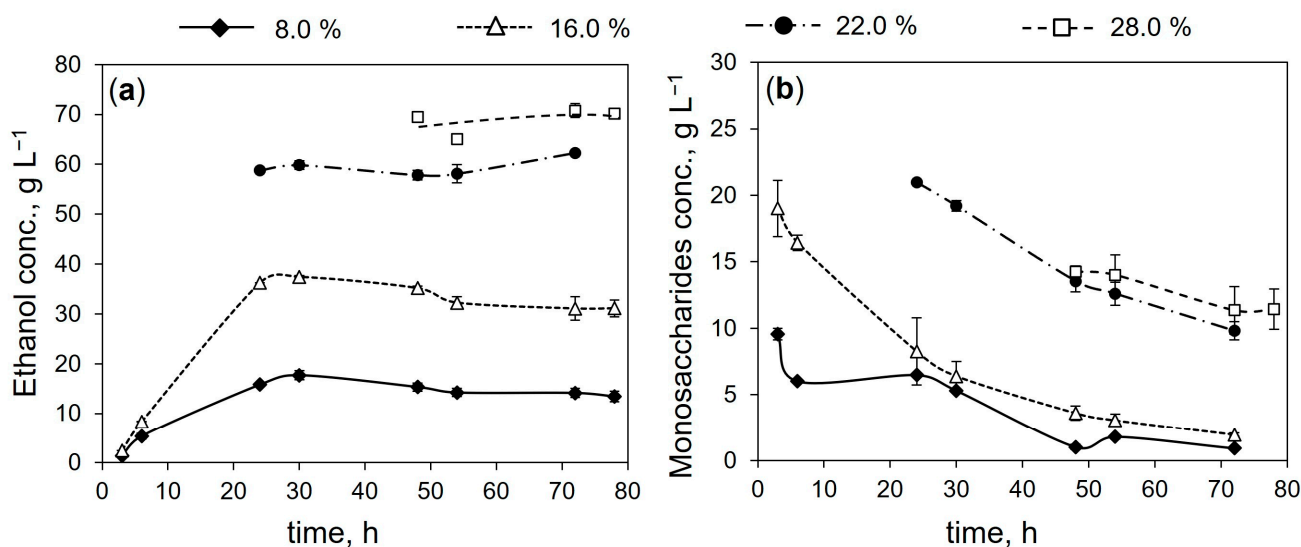 8.0 % 16.0 % 22.0 % 28.0 %
(a)
Ethanol conc., g L⁻¹
80
70
60
50
40
30
20
10
0
0 10 20 30 40 50 60 70 80
time, h
(b)
Monosaccharides conc., g L⁻¹
30
25
20
15
10
5
0
0 10 20 30 40 50 60 70 80
time, h